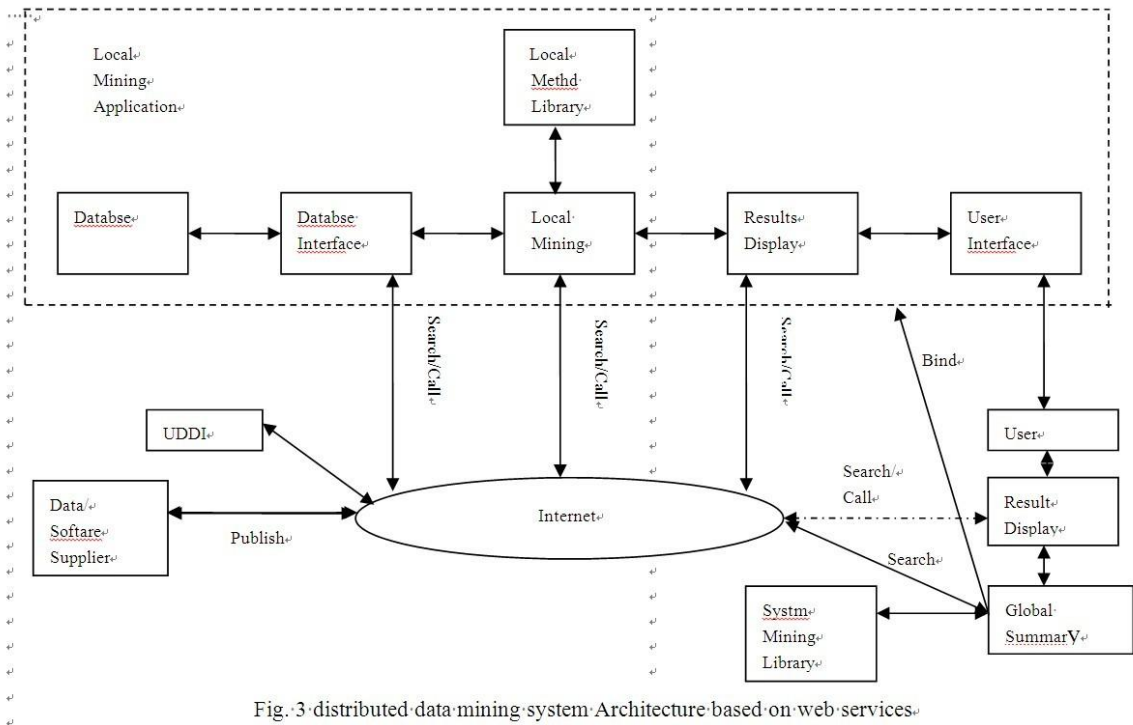 Local
Mining
Application
Local
Methd
Library
Databse
Databse
Interface
Local
Mining
Results
Display
User
Interface
Search/Call
Search/Call
Search/Call
Bind
UDDI
User
Data/
Softare
Supplier
Publish
Internet
Search/
Call
Result
Display
Search
Systm
Mining
Library
Global
SummarV
Fig. 3 distributed data mining system Architecture based on web services